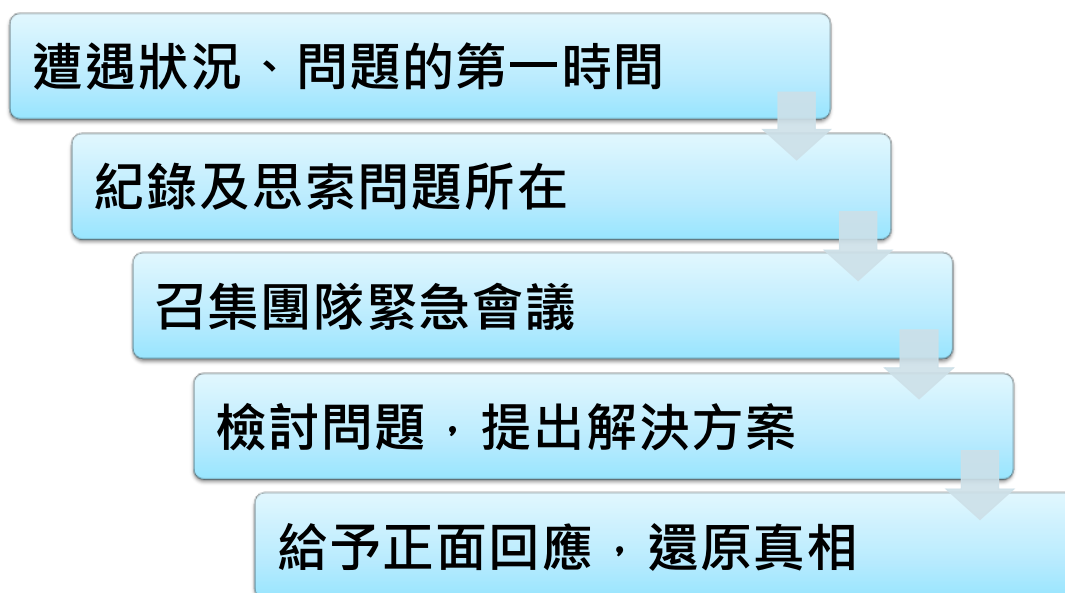 遭遇狀況、問題的第一時間
紀錄及思索問題所在
召集團隊緊急會議
檢討問題，提出解決方案
給予正面回應，還原真相